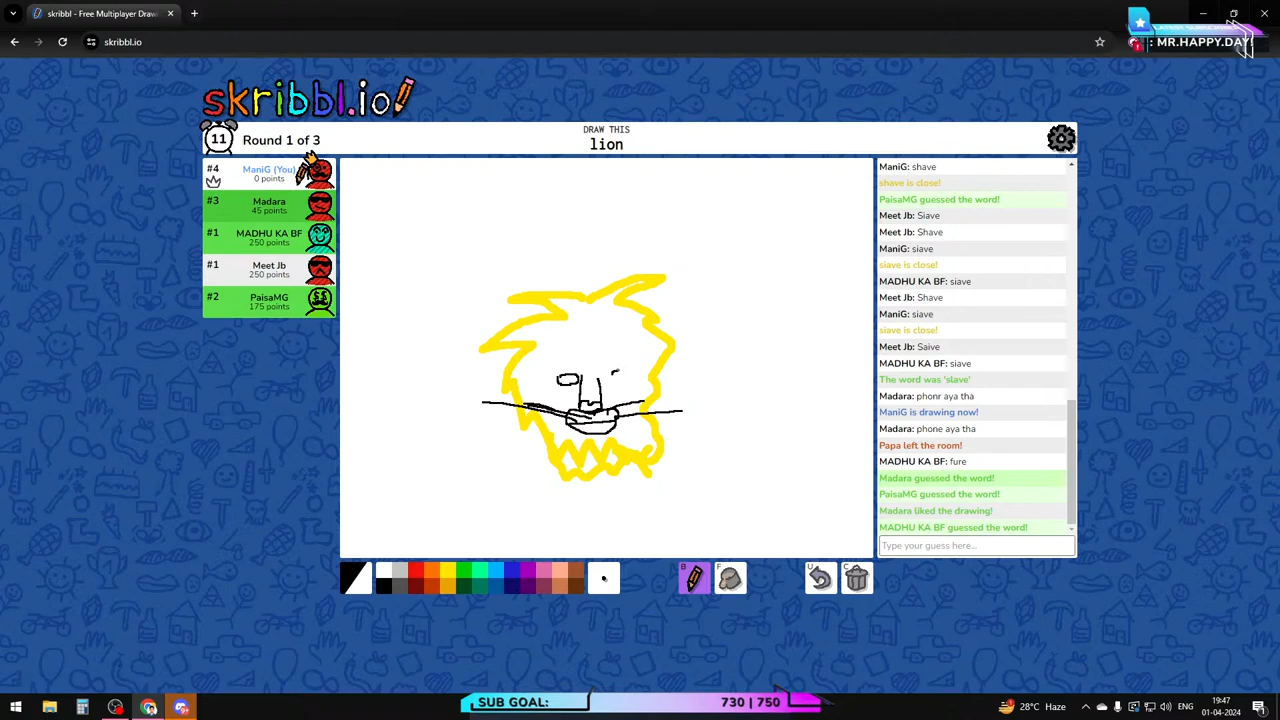 skribbl - Free Multiplayer Draw
skribbl.io
: MR.HAPPY.DAY!
skribbl.io
11
Round 1 of 3
DRAW THIS
lion
#4
ManiG (You)
0 points
#3
Madara
45 points
#1
MADHU KA BF
250 points
#1
Meet Jb
250 points
#2
PaisaMG
175 points
ManiG: shave
shave is close!
PaisaMG guessed the word!
Meet Jb: Siave
Meet Jb: Shave
ManiG: siave
siave is close!
MADHU KA BF: siave
Meet Jb: Shave
ManiG: siave
siave is close!
Meet Jb: Saive
MADHU KA BF: siave
The word was 'slave'
Madara: phonr aya tha
ManiG is drawing now!
Madara: phone aya tha
Papa left the room!
MADHU KA BF: fure
Madara guessed the word!
PaisaMG guessed the word!
Madara liked the drawing!
MADHU KA BF guessed the word!
Type your guess here...
B
F
U
C
SUB GOAL:
730 | 750
23°C Haze
19:47
01-04-2024